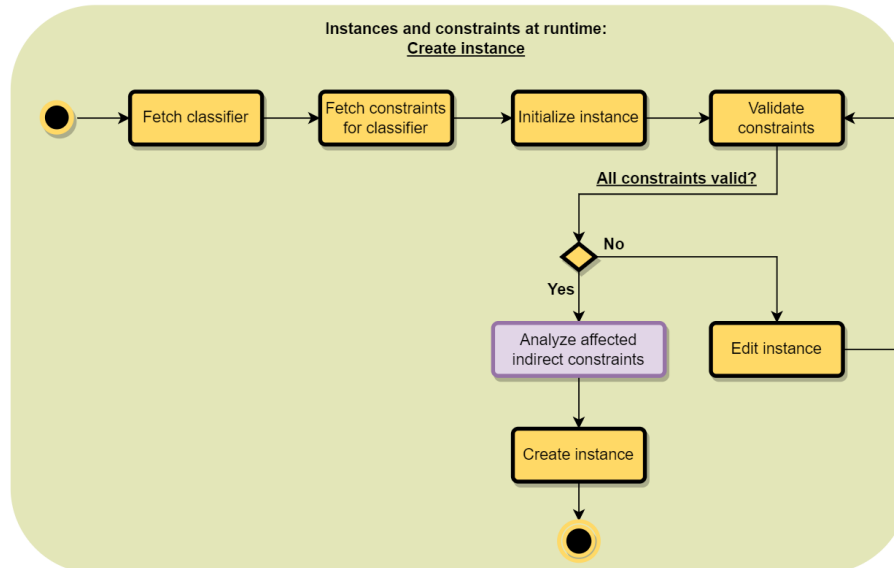 Instances and constraints at runtime:
Create instance
Fetch classifier
Fetch constraints
for classifier
Initialize instance
Validate
constraints
All constraints valid?
No
Yes
Analyze affected
indirect constraints
Edit instance
Create instance